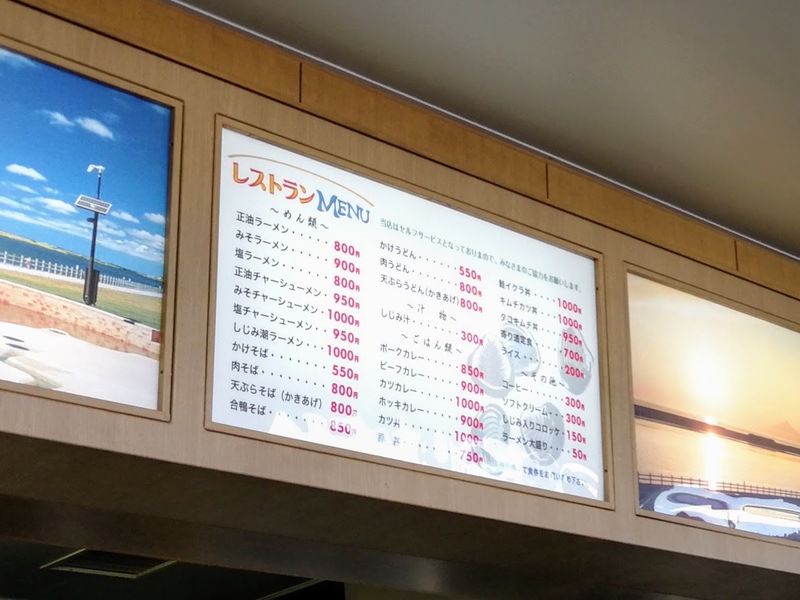 レストラン MENU
当店はセルフサービスとなっておりまので、みなさまのご協力をお願いします。
〜めん類〜
正油ラーメン・・・・・・800円
みそラーメン・・・・・・900円
塩ラーメン・・・・・・・800円
正油チャーシューメン・・950円
みそチャーシューメン・・1000円
塩チャーシューメン・・・950円
しじみ潮ラーメン・・・・1000円
かけそば・・・・・・・・550円
肉そば・・・・・・・・・800円
天ぷらそば（かきあげ）800円
合鴨そば・・・・・・・・850円
かけうどん・・・・・・・550円
肉うどん・・・・・・・・800円
天ぷらうどん(かきあげ)800円
〜汁 物〜
しじみ汁・・・・・・・・300円
〜ごはん類〜
ポークカレー・・・・・・850円
ビーフカレー・・・・・・900円
カツカレー・・・・・・・1000円
ホッキカレー・・・・・・900円
カツ丼・・・・・・・・・1000円
丼・・・・・・・・・750円
鮭イクラ丼・・・・1000円
キムチカツ丼・・・1000円
タコキムチ丼・・・950円
定食・・・・・700円
ライス・・・・・・200円
〜その他〜
コーヒー・・・・・300円
ソフトクリーム・・300円
しじみ入りコロッケ・150円
ラーメン大盛り・・・50円